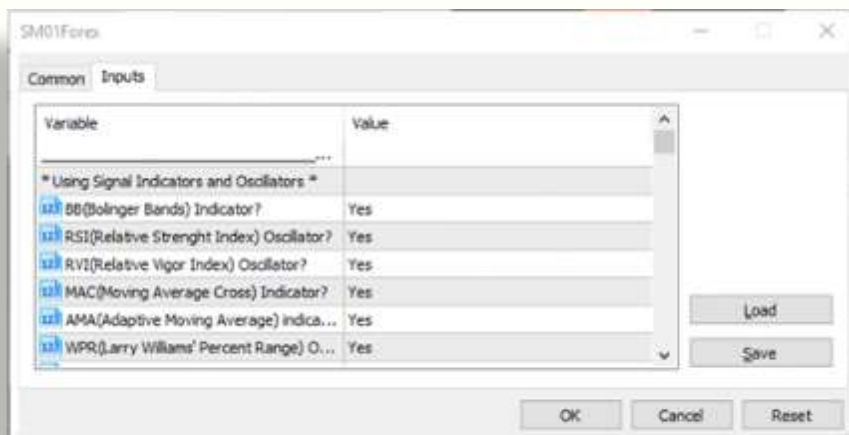 SM01Forex
Common Inputs
Variable Value
...
* Using Signal Indicators and Oscillators *
BB(Bolinger Bands) Indicator? Yes
RSI(Relative Strenght Index) Oscillator? Yes
RVI(Relative Vigor Index) Oscillator? Yes
MAC(Moving Average Cross) Indicator? Yes
AMA(Adaptive Moving Average) indica... Yes
WPR(Larry Williams' Percent Range) O... Yes
Load
Save
OK Cancel Reset